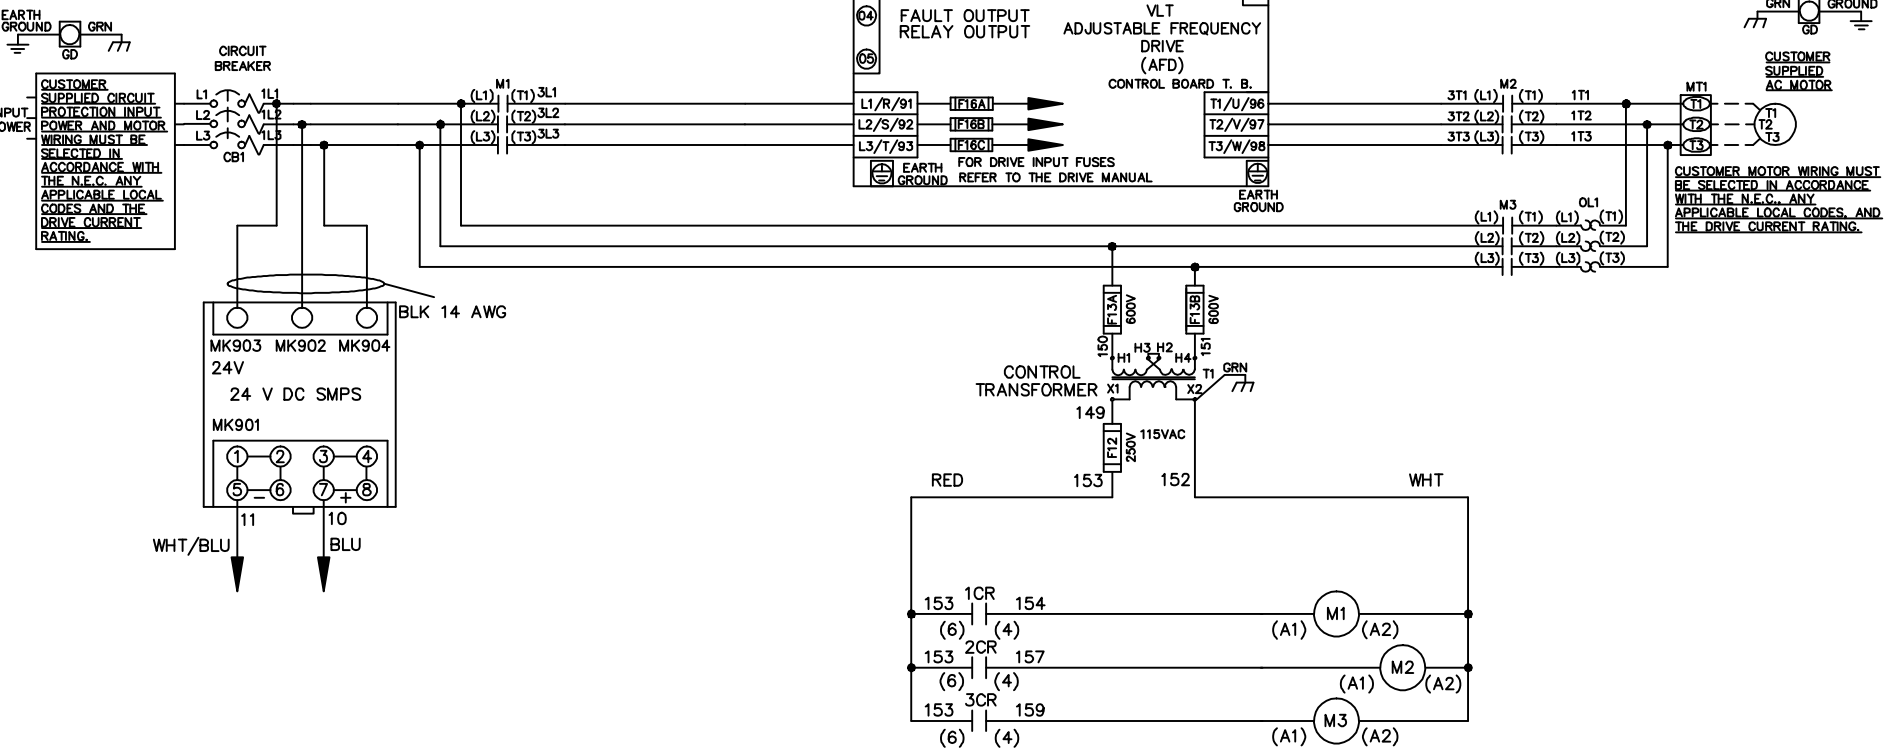 EARTH
GROUND
GRN
GD
CIRCUIT
BREAKER
CUSTOMER
SUPPLIED CIRCUIT
PROTECTION INPUT
POWER AND MOTOR
WIRING MUST BE
SELECTED IN
ACCORDANCE WITH
THE N.E.C. ANY
APPLICABLE LOCAL
CODES AND THE
DRIVE CURRENT
RATING.
L1
1L1
L2
1L2
L3
1L3
CB1
M1
(L1) (T1) 3L1
(L2) (T2) 3L2
(L3) (T3) 3L3
04
05
FAULT OUTPUT
RELAY OUTPUT
VLT
ADJUSTABLE FREQUENCY
DRIVE
(AFD)
CONTROL BOARD T. B.
L1/R/91
F16A
T1/U/96
L2/S/92
F16B
T2/V/97
L3/T/93
F16C
T3/W/98
FOR DRIVE INPUT FUSES
REFER TO THE DRIVE MANUAL
EARTH
GROUND
EARTH
GROUND
M2
3T1 (L1) (T1) 1T1
3T2 (L2) (T2) 1T2
3T3 (L3) (T3) 1T3
GRN
GROUND
GD
CUSTOMER
SUPPLIED
AC MOTOR
MT1
T1
T2
T3
T1
T2
T3
CUSTOMER MOTOR WIRING MUST
BE SELECTED IN ACCORDANCE
WITH THE N.E.C., ANY
APPLICABLE LOCAL CODES, AND
THE DRIVE CURRENT RATING.
M3
OL1
(L1) (T1) (L1) (T1)
(L2) (T2) (L2) (T2)
(L3) (T3) (L3) (T3)
BLK 14 AWG
MK903 MK902 MK904
24V
24 V DC SMPS
MK901
1 2 3 4
5 - 6 7 + 8
11
10
WHT/BLU
BLU
F13A
600V
F13B
600V
150
151
H1 H3 H2 H4
CONTROL
TRANSFORMER
T1
GRN
X1
X2
149
F12
250V
115VAC
153
152
RED
WHT
1CR
153
154
(6) (4)
M1
(A1) (A2)
2CR
153
157
(6) (4)
M2
(A1) (A2)
3CR
153
159
(6) (4)
M3
(A1) (A2)